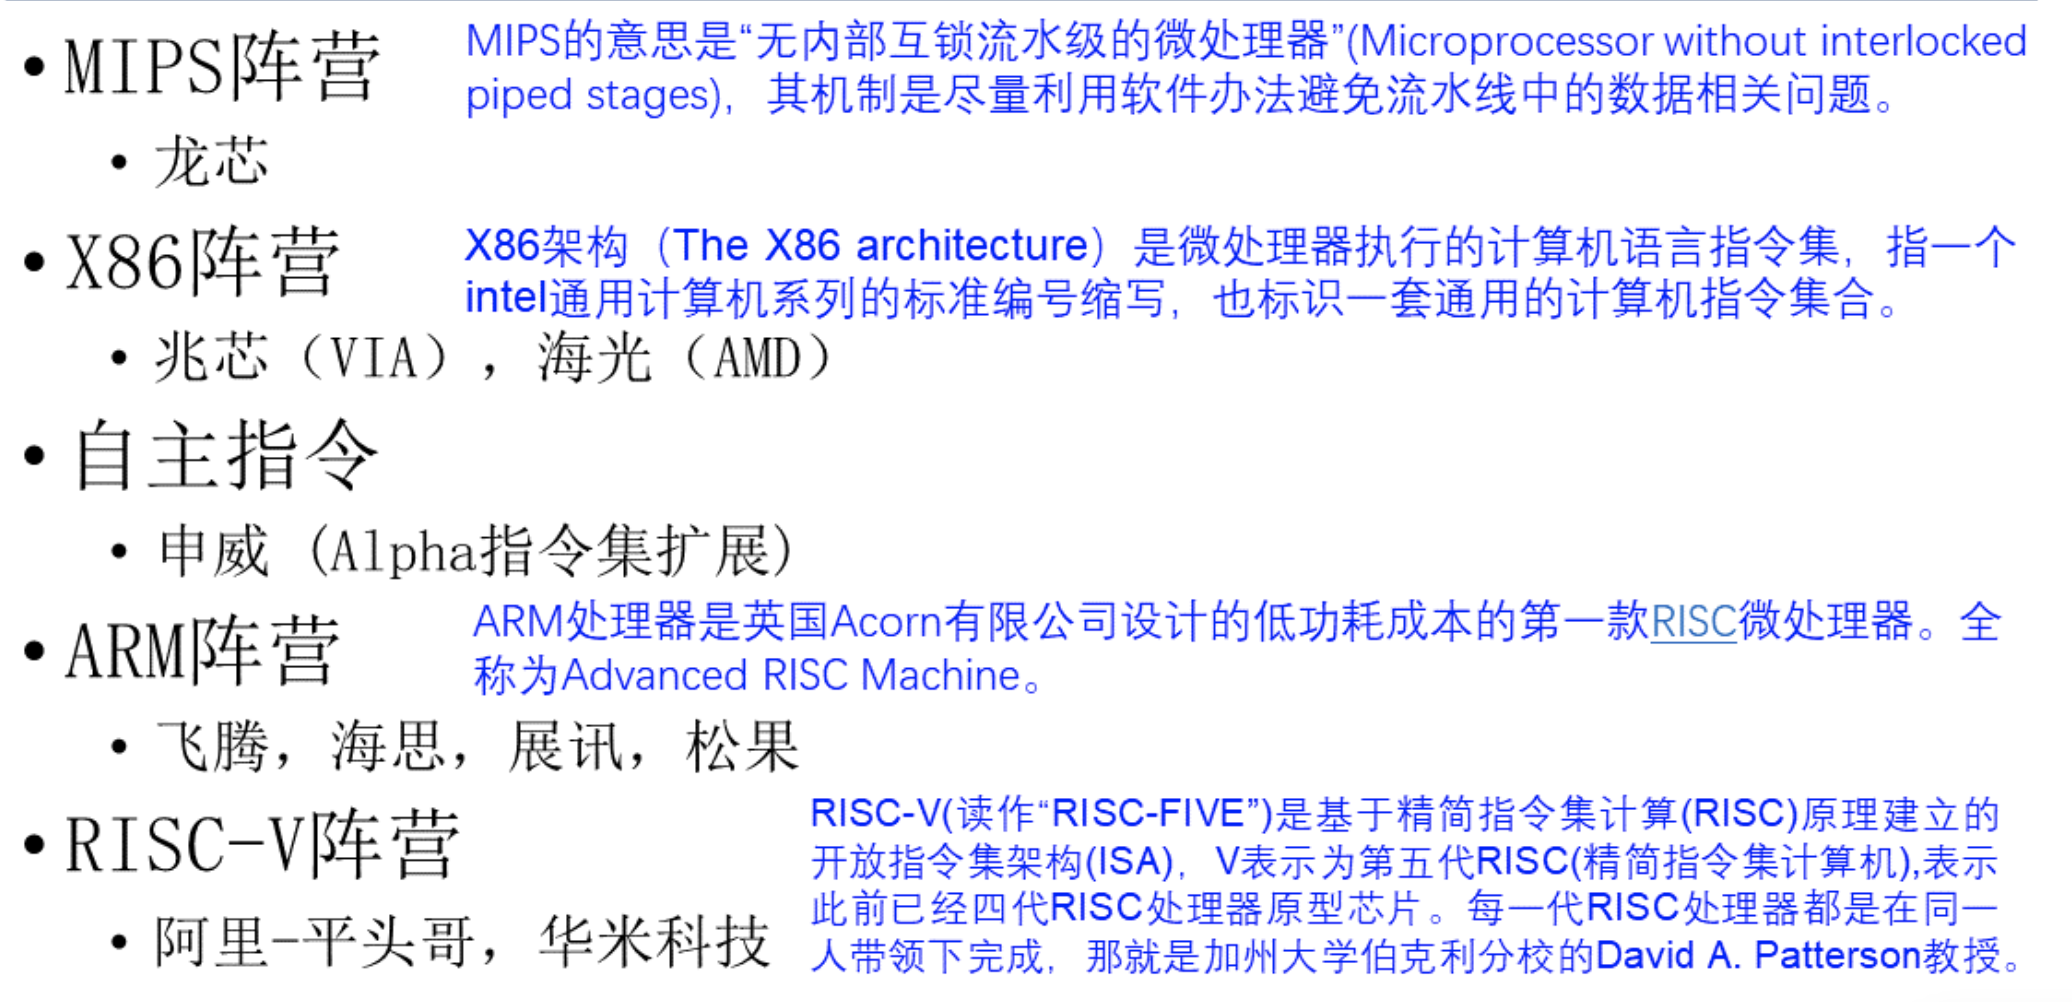 • MIPS阵营
MIPS的意思是“无内部互锁流水级的微处理器”(Microprocessor without interlocked
piped stages)，其机制是尽量利用软件办法避免流水线中的数据相关问题。
• 龙芯
• X86阵营
X86架构（The X86 architecture）是微处理器执行的计算机语言指令集，指一个
intel通用计算机系列的标准编号缩写，也标识一套通用的计算机指令集合。
• 兆芯（VIA），海光（AMD）
• 自主指令
• 申威 (Alpha指令集扩展)
• ARM阵营
ARM处理器是英国Acorn有限公司设计的低功耗成本的第一款RISC微处理器。全
称为Advanced RISC Machine。
• 飞腾，海思，展讯，松果
• RISC-V阵营
RISC-V(读作“RISC-FIVE”)是基于精简指令集计算(RISC)原理建立的
开放指令集架构(ISA)，V表示为第五代RISC(精简指令集计算机),表示
此前已经四代RISC处理器原型芯片。每一代RISC处理器都是在同一
人带领下完成，那就是加州大学伯克利分校的David A. Patterson教授。
• 阿里-平头哥，华米科技